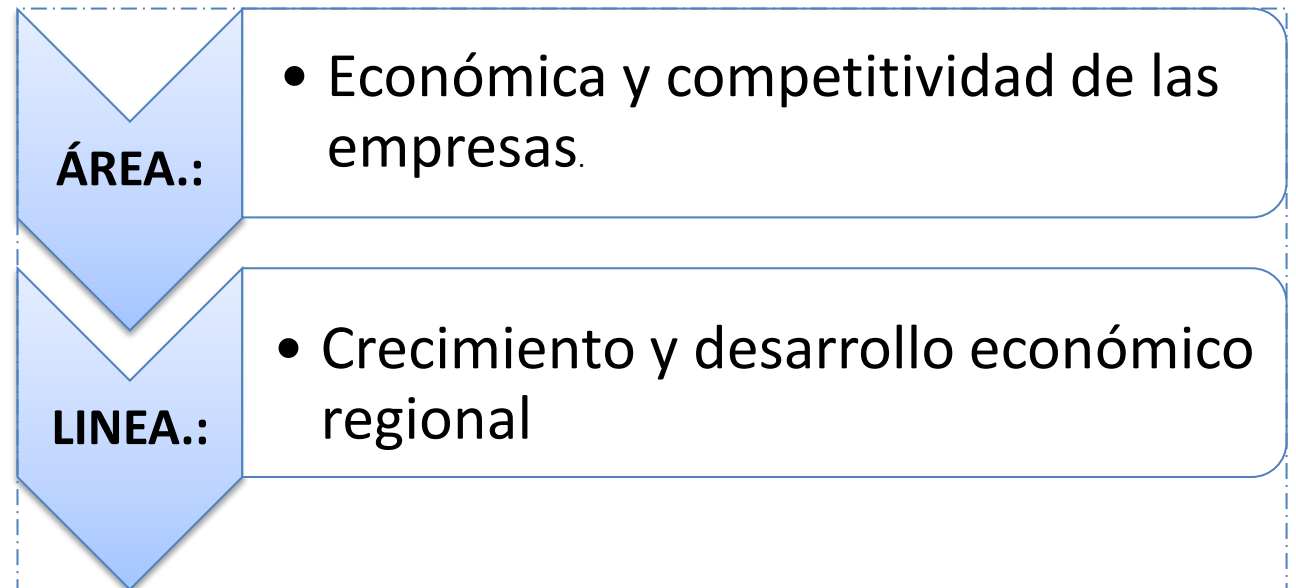 ÁREA.:
• Económica y competitividad de las
empresas.
LINEA.:
• Crecimiento y desarrollo económico
regional